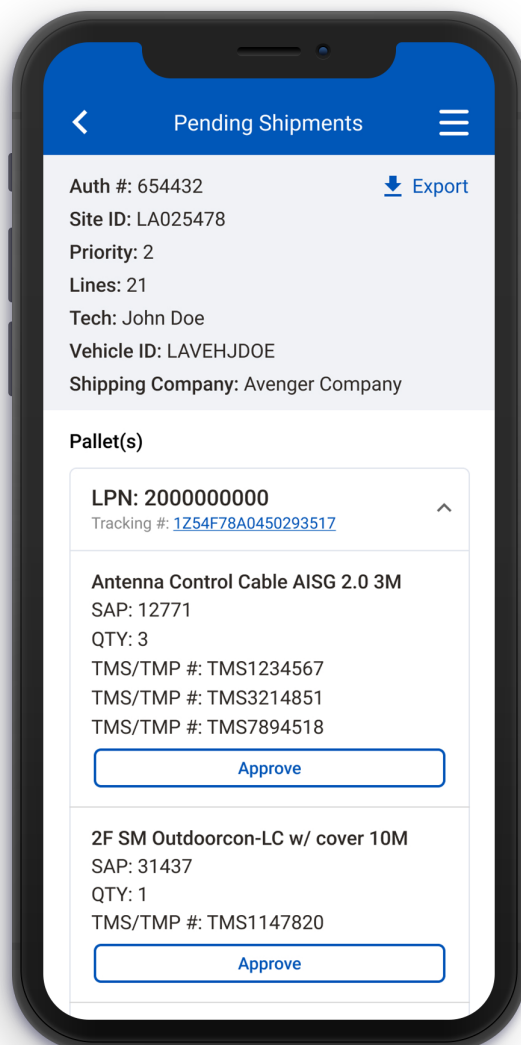 Pending Shipments
Auth #: 654432
Export
Site ID: LA025478
Priority: 2
Lines: 21
Tech: John Doe
Vehicle ID: LAVEHJDOE
Shipping Company: Avenger Company
Pallet(s)
LPN: 2000000000
Tracking #: 1Z54F78A0450293517
Antenna Control Cable AISG 2.0 3M
SAP: 12771
QTY: 3
TMS/TMP #: TMS1234567
TMS/TMP #: TMS3214851
TMS/TMP #: TMS7894518
Approve
2F SM Outdoorcon-LC w/ cover 10M
SAP: 31437
QTY: 1
TMS/TMP #: TMS1147820
Approve